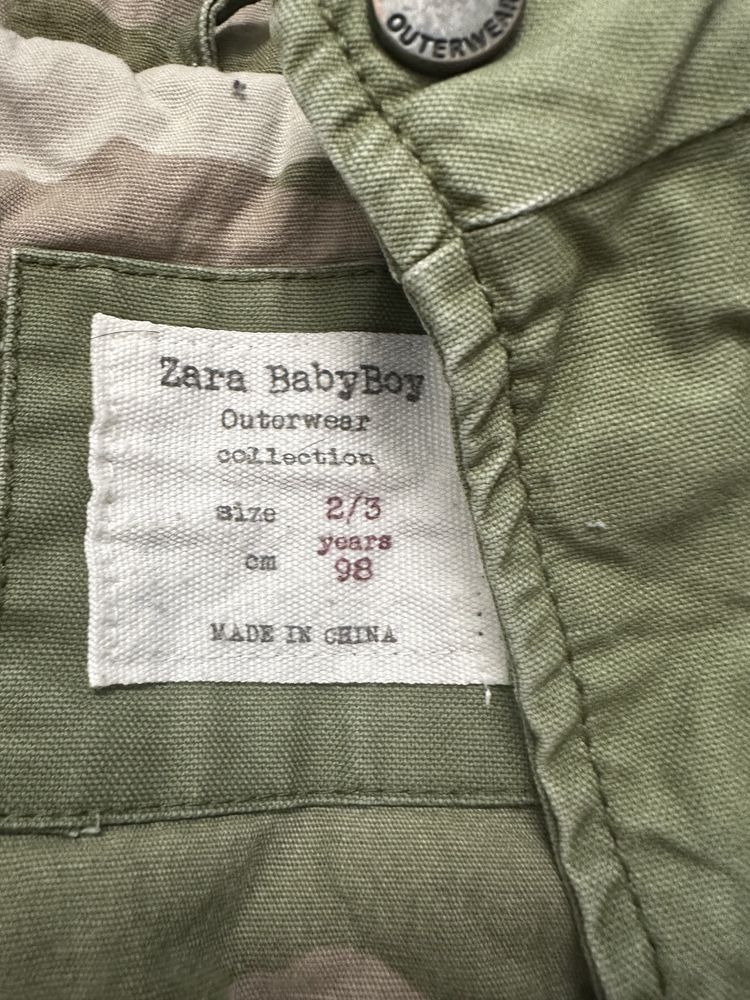 OUTERWEAR
Zara BabyBoy
Outerwear
collection
size 2/3
years
cm 98
MADE IN CHINA